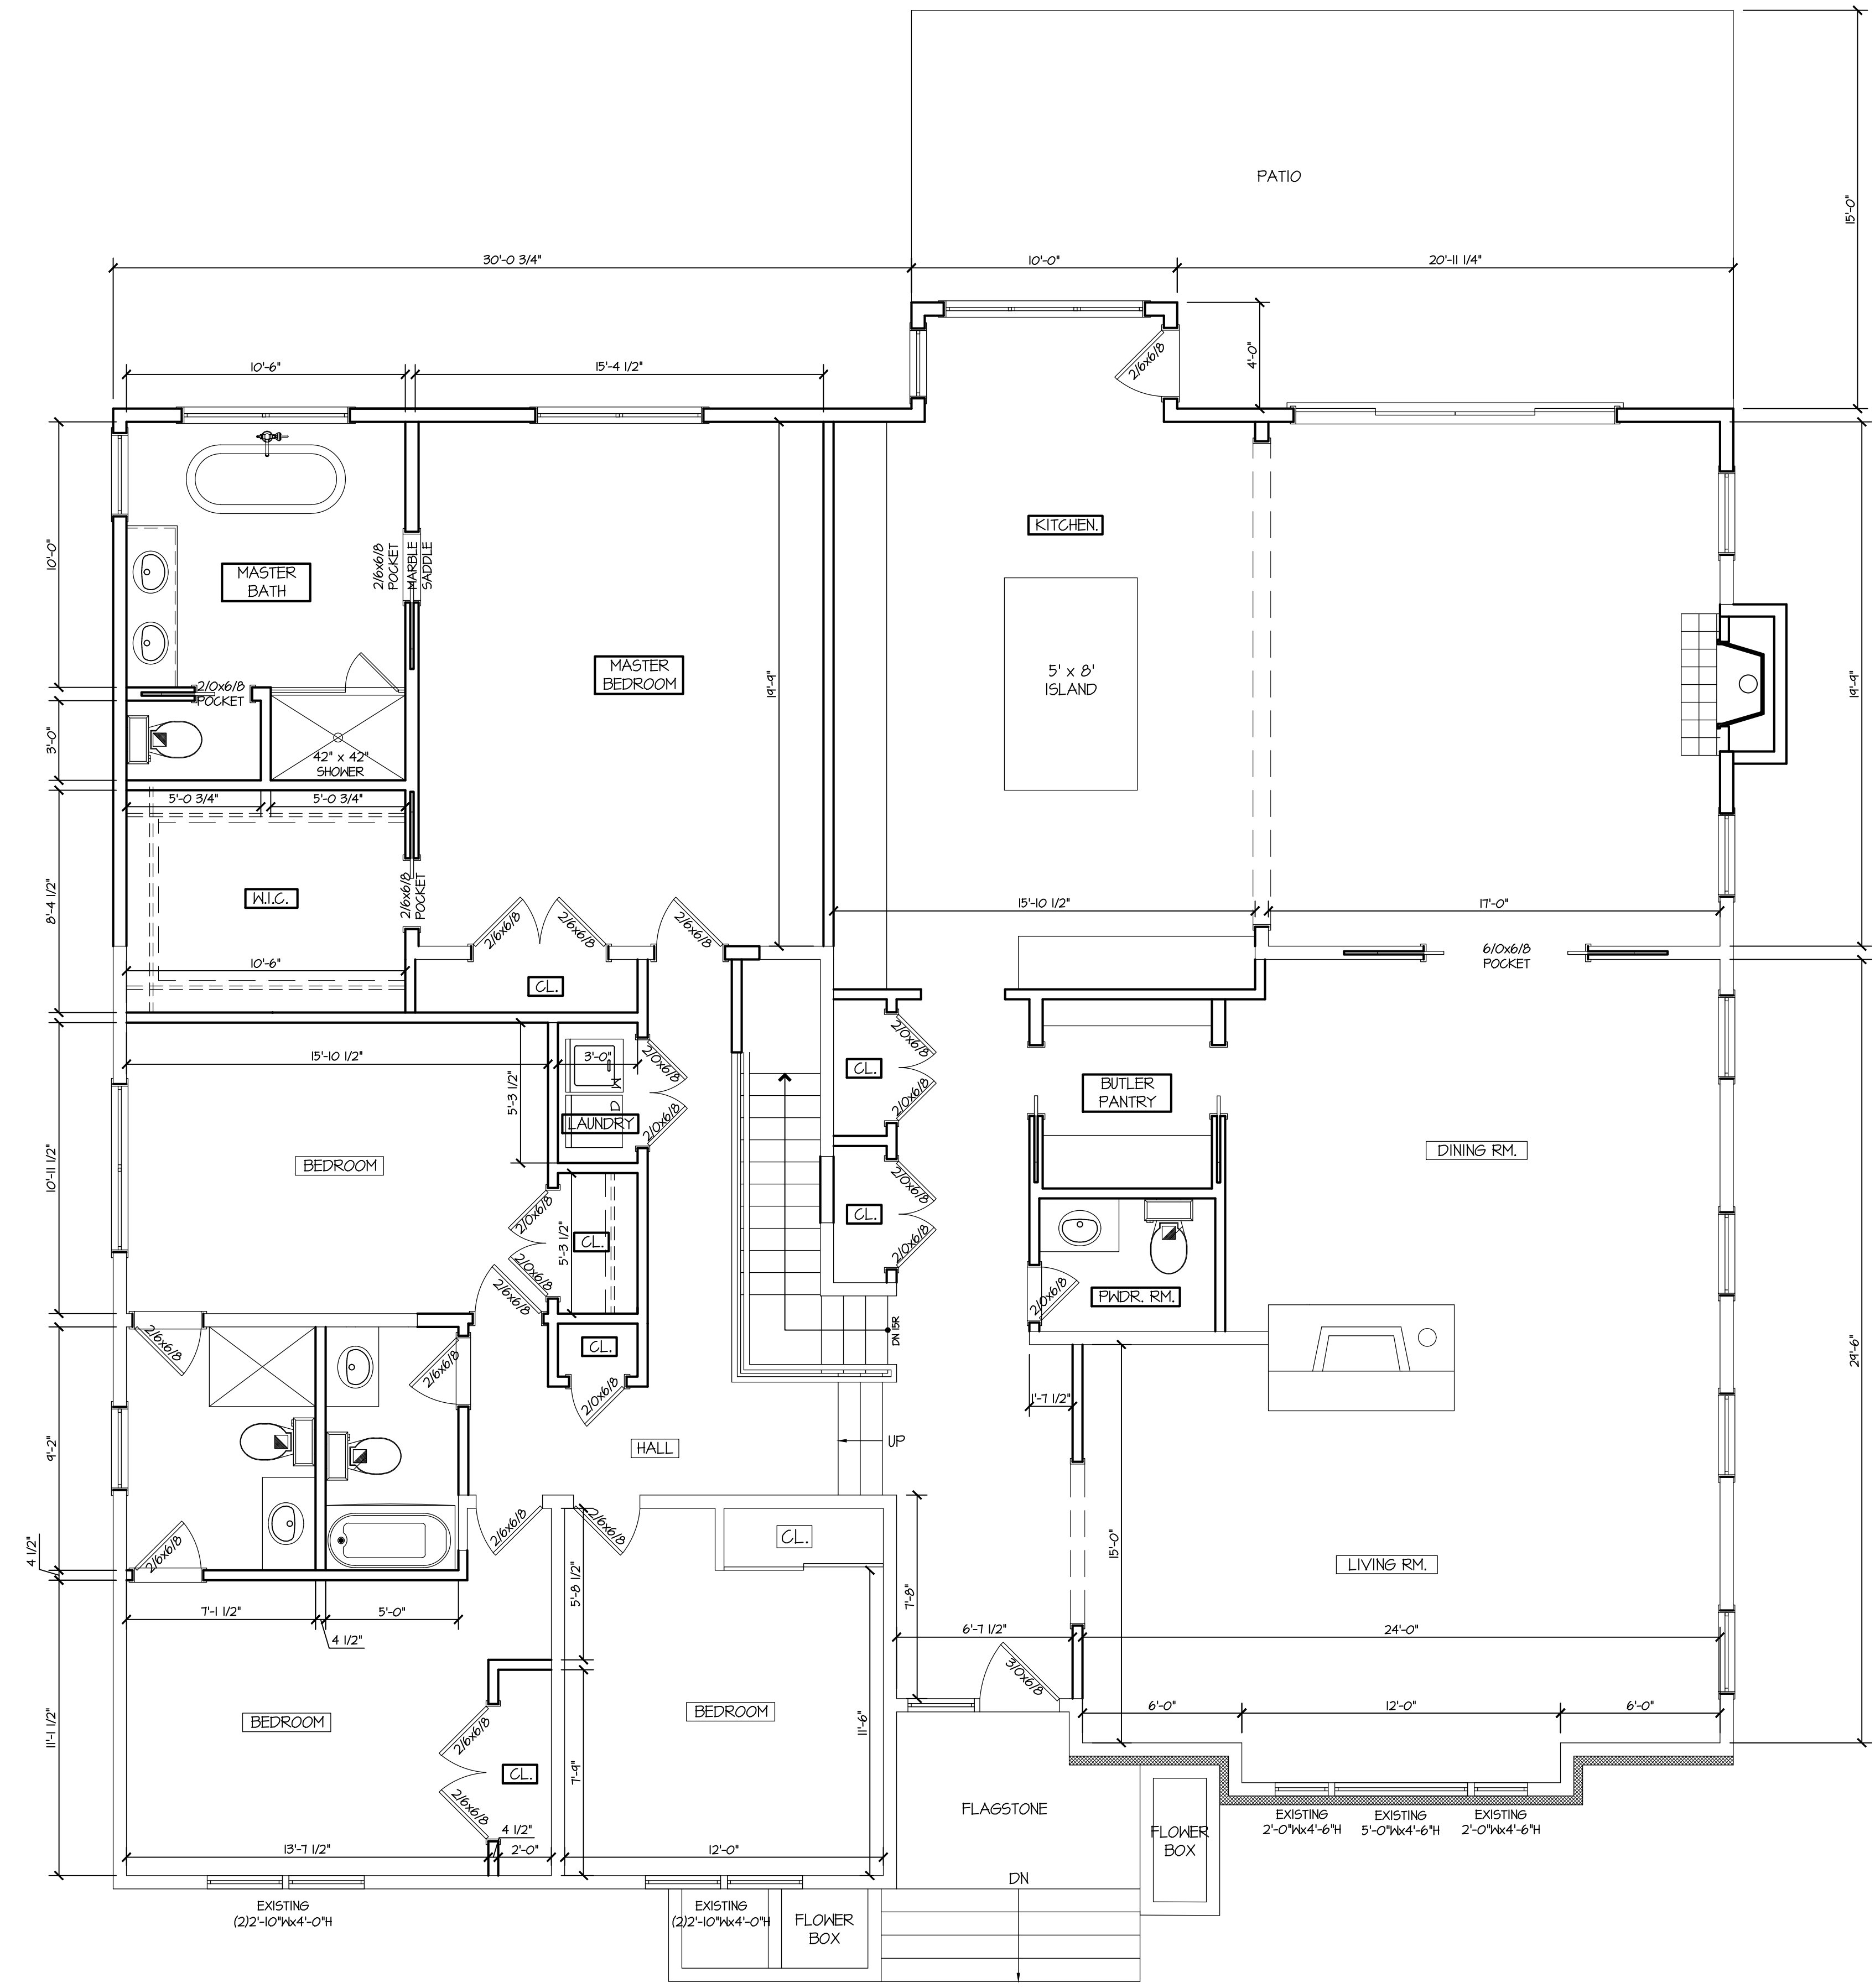 PATIO
15'-0"
30'-0 3/4"
10'-0"
20'-11 1/4"
10'-6"
15'-4 1/2"
4'-0"
2/6x6/8
10'-0"
MASTER
BATH
2/6x6/8
POCKET
MARBLE
SADDLE
MASTER
BEDROOM
19'-9"
KITCHEN.
5' x 8'
ISLAND
19'-9"
2/0x6/8
POCKET
3'-0"
42" x 42"
SHOWER
5'-0 3/4"
5'-0 3/4"
8'-4 1/2"
W.I.C.
2/6x6/8
POCKET
10'-6"
2/6x6/8
2/6x6/8
2/6x6/8
CL.
15'-10 1/2"
17'-0"
6/0x6/8
POCKET
15'-10 1/2"
5'-3 1/2"
3'-0"
W
D
LAUNDRY
2/0x6/8
2/0x6/8
CL.
2/0x6/8
2/0x6/8
BUTLER
PANTRY
DINING RM.
10'-11 1/2"
BEDROOM
2/0x6/8
2/0x6/8
5'-3 1/2"
CL.
2/6x6/8
CL.
2/0x6/8
2/0x6/8
2/0x6/8
PWDR. RM.
DN 15R
2/6x6/8
2/6x6/8
CL.
2/0x6/8
1'-7 1/2"
29'-6"
9'-2"
HALL
UP
2/6x6/8
2/6x6/8
2/6x6/8
CL.
4 1/2"
7'-1 1/2"
5'-0"
4 1/2"
5'-8 1/2"
7'-8"
15'-0"
LIVING RM.
6'-7 1/2"
24'-0"
3/0x6/8
6'-0"
12'-0"
6'-0"
11'-1 1/2"
BEDROOM
2/6x6/8
2/6x6/8
CL.
7'-9"
BEDROOM
11'-6"
13'-7 1/2"
4 1/2"
2'-0"
12'-0"
FLAGSTONE
FLOWER
BOX
EXISTING
2'-0"Wx4'-6"H
EXISTING
5'-0"Wx4'-6"H
EXISTING
2'-0"Wx4'-6"H
DN
EXISTING
(2)2'-10"Wx4'-0"H
EXISTING
(2)2'-10"Wx4'-0"H
FLOWER
BOX